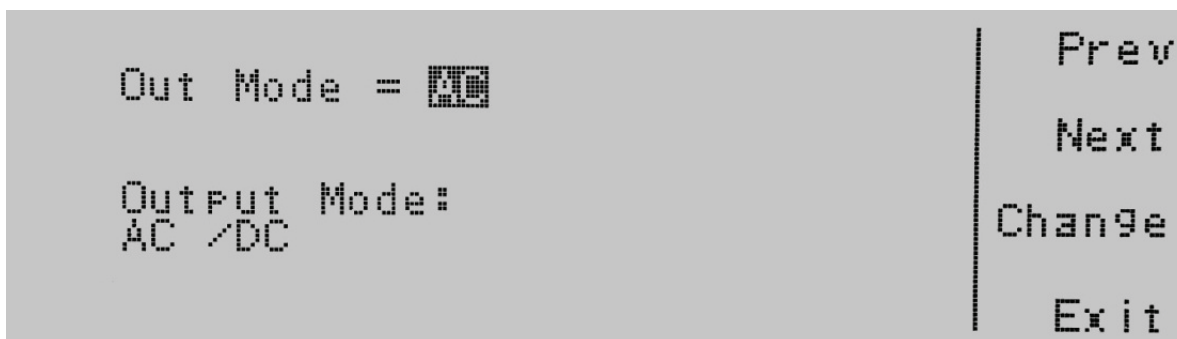 Out Mode = AC
Output Mode:
AC /DC
Prev
Next
Change
Exit